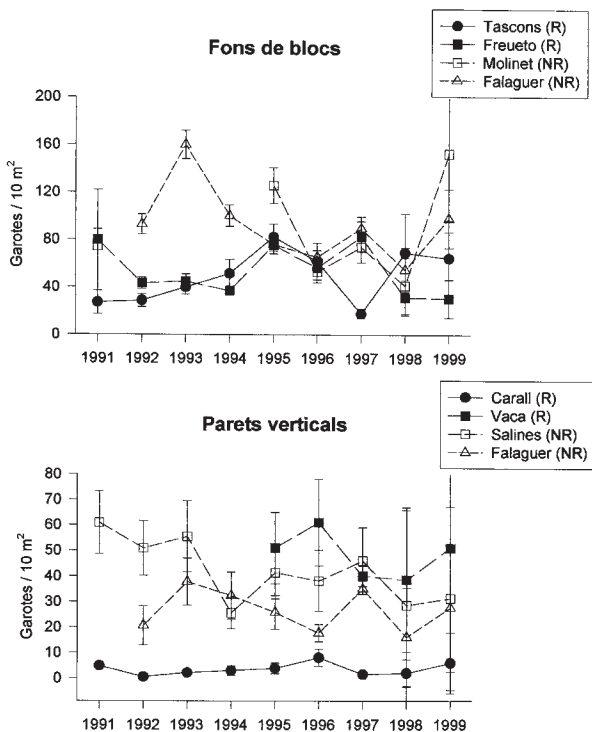 Fons de blocs
Tascons (R)
Freueto (R)
Molinet (NR)
Falaguer (NR)
Garotes / 10 m²
200
160
120
80
40
0
1991 1992 1993 1994 1995 1996 1997 1998 1999
Parets verticals
Carall (R)
Vaca (R)
Salines (NR)
Falaguer (NR)
Garotes / 10 m²
80
70
60
50
40
30
20
10
0
1991 1992 1993 1994 1995 1996 1997 1998 1999